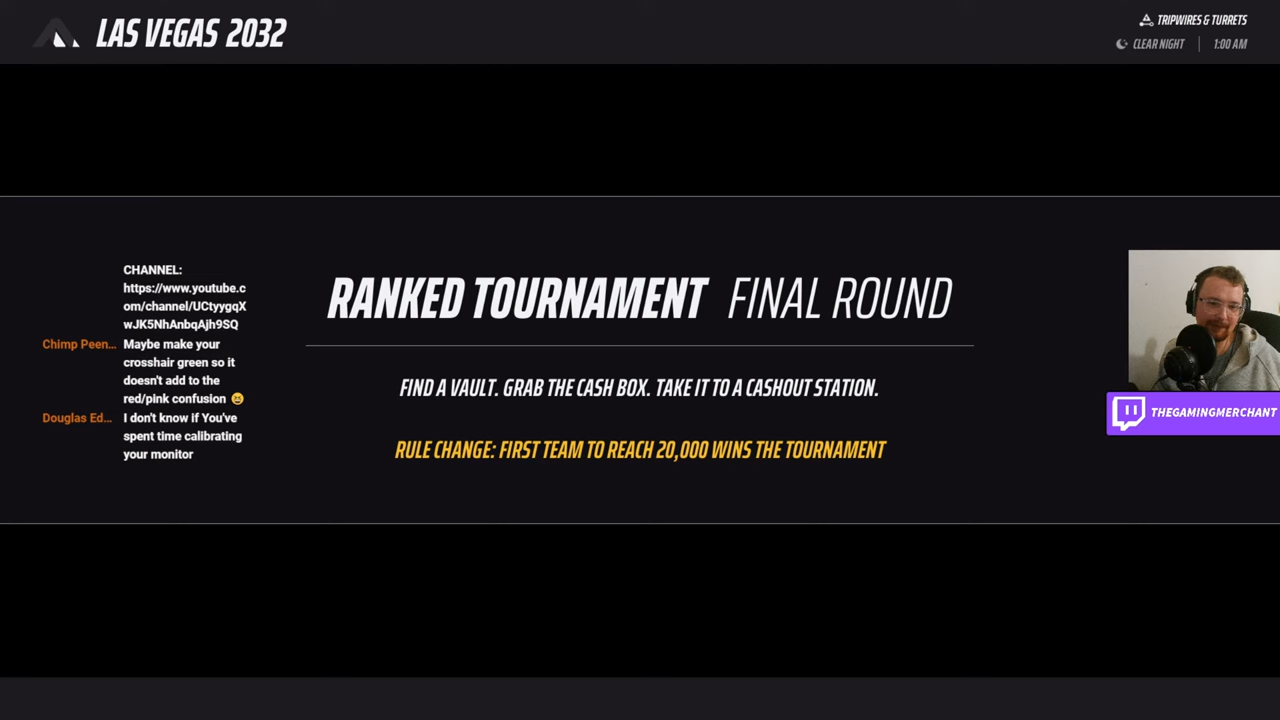 LAS VEGAS 2032
TRIPWIRES & TURRETS
CLEAR NIGHT
1:00 AM
CHANNEL:
https://www.youtube.c
om/channel/UCtyygqX
wJK5NhAnbqAjh9SQ
Chimp Peen... Maybe make your
crosshair green so it
doesn't add to the
red/pink confusion
Douglas Ed... I don't know if You've
spent time calibrating
your monitor
RANKED TOURNAMENT FINAL ROUND
FIND A VAULT. GRAB THE CASH BOX. TAKE IT TO A CASHOUT STATION.
RULE CHANGE: FIRST TEAM TO REACH 20,000 WINS THE TOURNAMENT
THEGAMINGMERCHANT